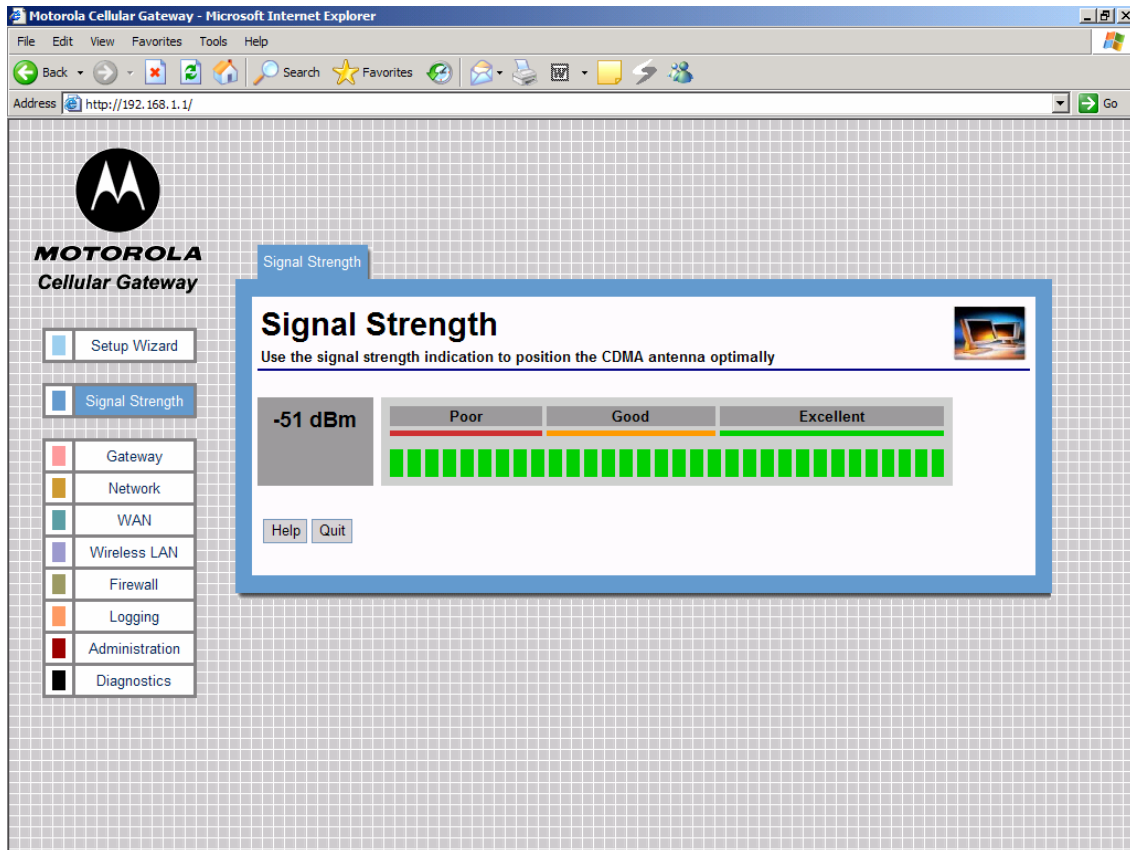 Motorola Cellular Gateway - Microsoft Internet Explorer
File Edit View Favorites Tools Help
Back Search Favorites
Address http://192.168.1.1/ Go
MOTOROLA
Cellular Gateway
Setup Wizard
Signal Strength
Gateway
Network
WAN
Wireless LAN
Firewall
Logging
Administration
Diagnostics
Signal Strength
Signal Strength
Use the signal strength indication to position the CDMA antenna optimally
-51 dBm
Poor Good Excellent
Help Quit